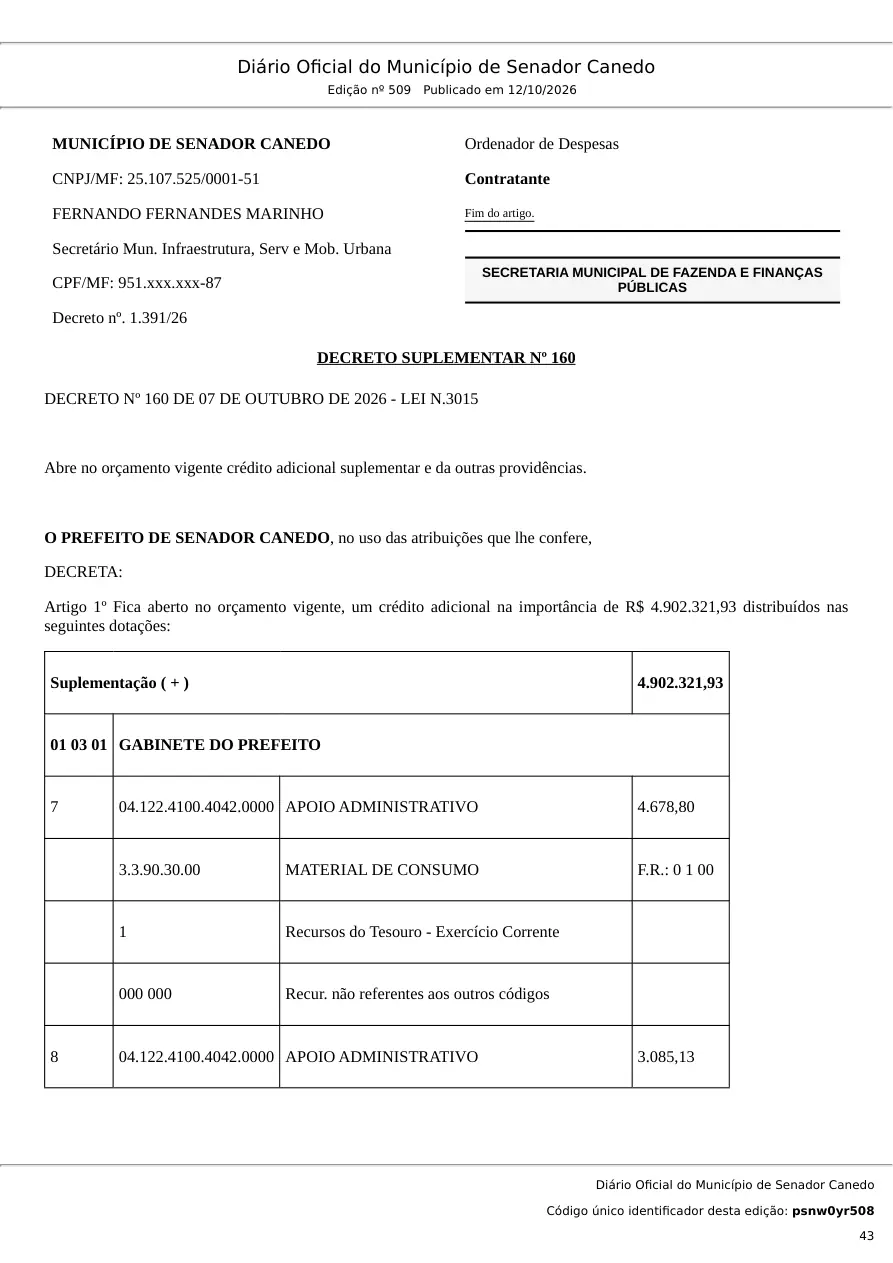 Diário Oficial do Município de Senador Canedo
Edição nº 509 Publicado em 12/10/2026
MUNICÍPIO DE SENADOR CANEDO
CNPJ/MF: 25.107.525/0001-51
FERNANDO FERNANDES MARINHO
Secretário Mun. Infraestrutura, Serv e Mob. Urbana
CPF/MF: 951.xxx.xxx-87
Decreto nº. 1.391/26
Ordenador de Despesas
Contratante
Fim do artigo.
SECRETARIA MUNICIPAL DE FAZENDA E FINANÇAS
PÚBLICAS
DECRETO SUPLEMENTAR Nº 160
DECRETO Nº 160 DE 07 DE OUTUBRO DE 2026 - LEI N.3015
Abre no orçamento vigente crédito adicional suplementar e da outras providências.
O PREFEITO DE SENADOR CANEDO, no uso das atribuições que lhe confere,
DECRETA:
Artigo 1º Fica aberto no orçamento vigente, um crédito adicional na importância de R$ 4.902.321,93 distribuídos nas
seguintes dotações:
Suplementação ( + ) 4.902.321,93
01 03 01 GABINETE DO PREFEITO
7 04.122.4100.4042.0000 APOIO ADMINISTRATIVO 4.678,80
3.3.90.30.00 MATERIAL DE CONSUMO F.R.: 0 1 00
1 Recursos do Tesouro - Exercício Corrente
000 000 Recur. não referentes aos outros códigos
8 04.122.4100.4042.0000 APOIO ADMINISTRATIVO 3.085,13
Diário Oficial do Município de Senador Canedo
Código único identificador desta edição: psnw0yr508
43